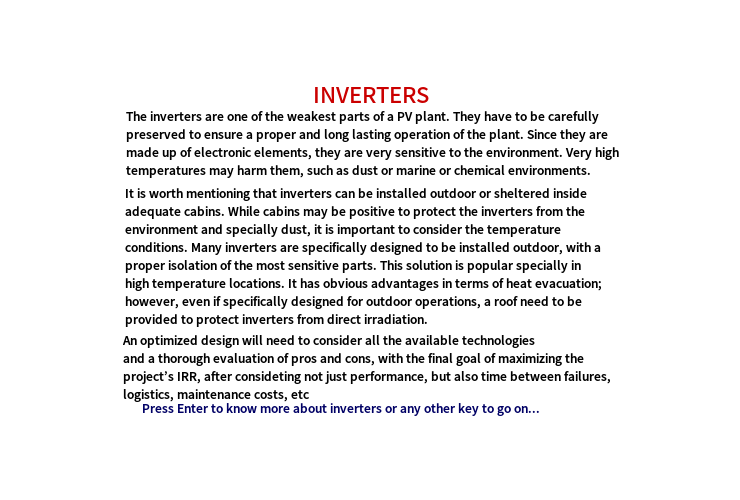 INVERTERS
The inverters are one of the weakest parts of a PV plant. They have to be carefully
preserved to ensure a proper and long lasting operation of the plant. Since they are
made up of electronic elements, they are very sensitive to the environment. Very high
temperatures may harm them, such as dust or marine or chemical environments.
It is worth mentioning that inverters can be installed outdoor or sheltered inside
adequate cabins. While cabins may be positive to protect the inverters from the
environment and specially dust, it is important to consider the temperature
conditions. Many inverters are specifically designed to be installed outdoor, with a
proper isolation of the most sensitive parts. This solution is popular specially in
high temperature locations. It has obvious advantages in terms of heat evacuation;
however, even if specifically designed for outdoor operations, a roof need to be
provided to protect inverters from direct irradiation.
An optimized design will need to consider all the available technologies
and a thorough evaluation of pros and cons, with the final goal of maximizing the
project’s IRR, after consideting not just performance, but also time between failures,
logistics, maintenance costs, etc
Press Enter to know more about inverters or any other key to go on...